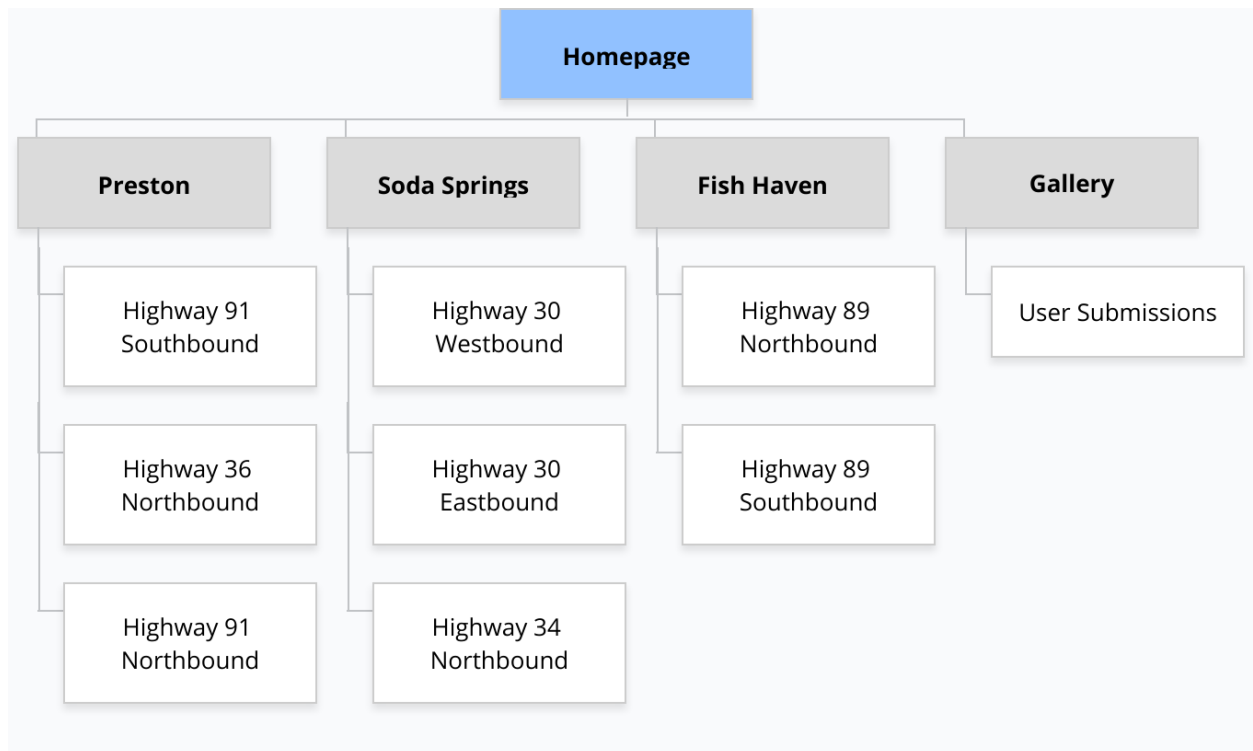 Homepage
Preston
Soda Springs
Fish Haven
Gallery
Highway 91
Southbound
Highway 36
Northbound
Highway 91
Northbound
Highway 30
Westbound
Highway 30
Eastbound
Highway 34
Northbound
Highway 89
Northbound
Highway 89
Southbound
User Submissions